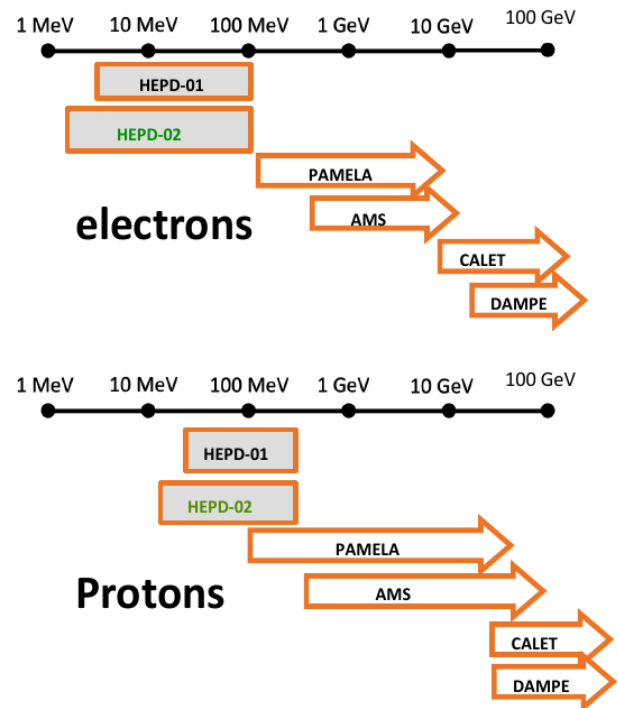 1 MeV 10 MeV 100 MeV 1 GeV 10 GeV 100 GeV
HEPD-01
HEPD-02
PAMELA
electrons
AMS
CALET
DAMPE
1 MeV 10 MeV 100 MeV 1 GeV 10 GeV 100 GeV
HEPD-01
HEPD-02
PAMELA
Protons
AMS
CALET
DAMPE